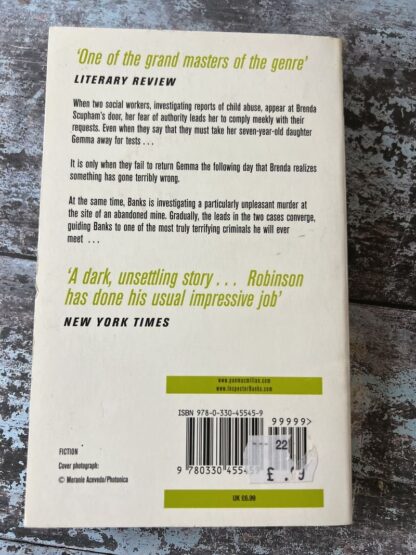 ‘One of the grand masters of the genre’
LITERARY REVIEW
When two social workers, investigating reports of child abuse, appear at Brenda
Scupham's door, her fear of authority leads her to comply meekly with their
requests. Even when they say that they must take her seven-year-old daughter
Gemma away for tests . . .
It is only when they fail to return Gemma the following day that Brenda realizes
something has gone terribly wrong.
At the same time, Banks is investigating a particularly unpleasant murder at
the site of an abandoned mine. Gradually, the leads in the two cases converge,
guiding Banks to one of the most truly terrifying criminals he will ever
meet . . .
‘A dark, unsettling story . . . Robinson
has done his usual impressive job’
NEW YORK TIMES
www.panmacmillan.com
www.inspectorbanks.com
ISBN 978-0-330-45545-9
99999>
22
£
9 780330 455459
FICTION
Cover photograph:
© Meranie Acevedo/Photonica
UK £6.99